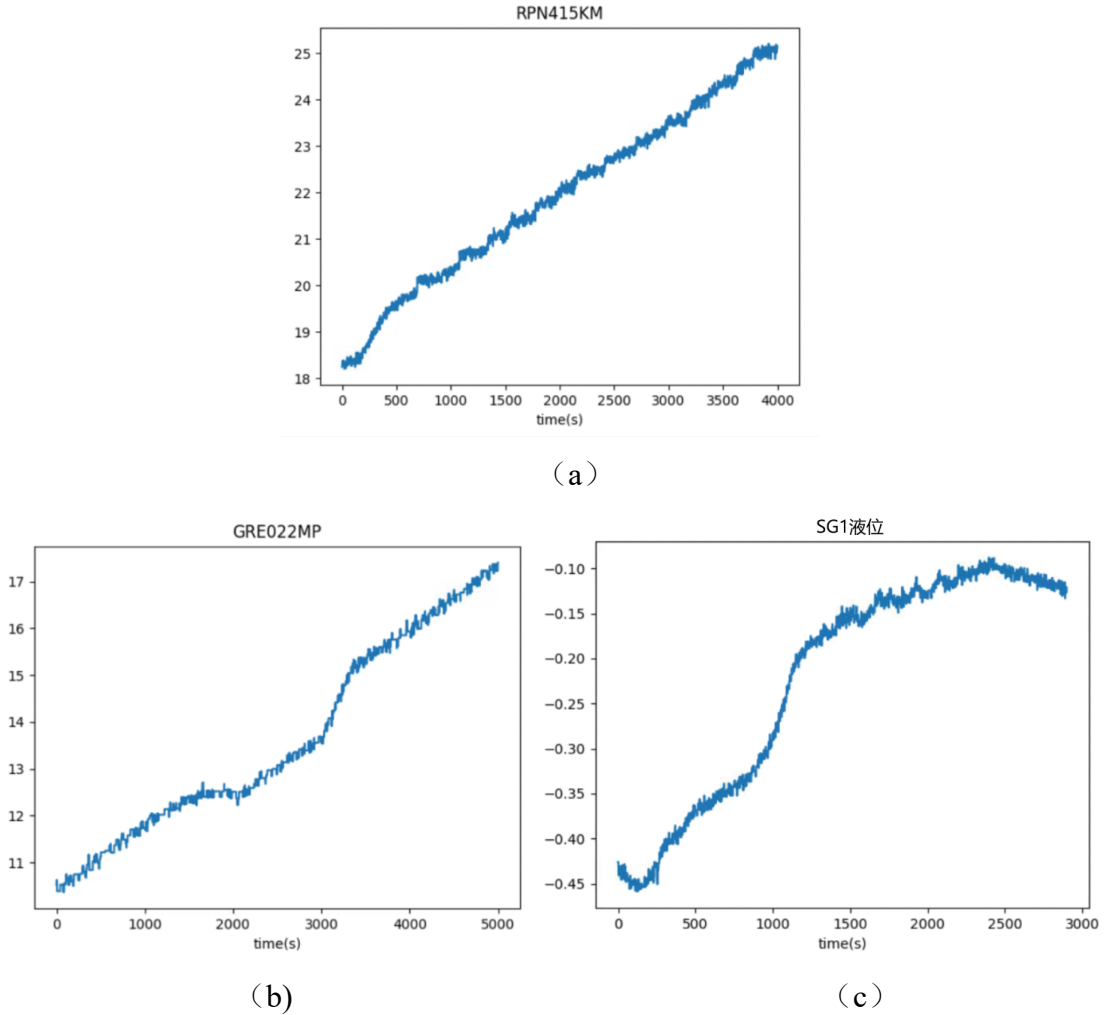 RPN415KM
25
24
23
22
21
20
19
18
0 500 1000 1500 2000 2500 3000 3500 4000
time(s)
（a）
GRE022MP
17
16
15
14
13
12
11
0 1000 2000 3000 4000 5000
time(s)
（b)
SG1液位
−0.10
−0.15
−0.20
−0.25
−0.30
−0.35
−0.40
−0.45
0 500 1000 1500 2000 2500 3000
time(s)
（c）